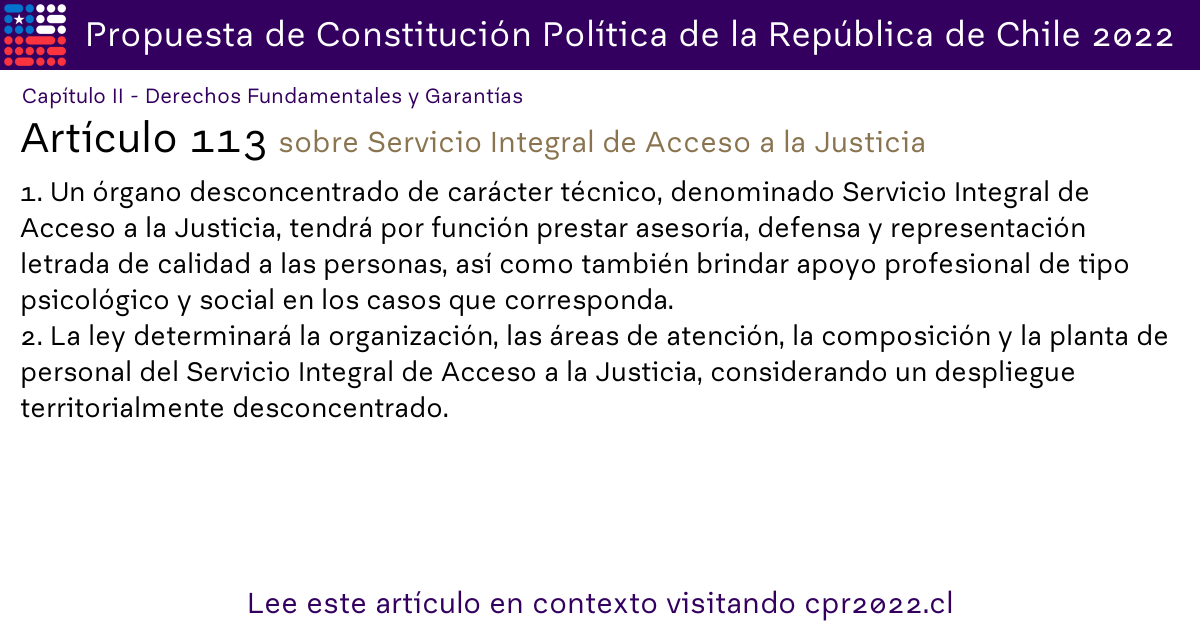 Propuesta de Constitución Política de la República de Chile 2022
Capítulo II - Derechos Fundamentales y Garantías
Artículo 113 sobre Servicio Integral de Acceso a la Justicia
1. Un órgano desconcentrado de carácter técnico, denominado Servicio Integral de
Acceso a la Justicia, tendrá por función prestar asesoría, defensa y representación
letrada de calidad a las personas, así como también brindar apoyo profesional de tipo
psicológico y social en los casos que corresponda.
2. La ley determinará la organización, las áreas de atención, la composición y la planta de
personal del Servicio Integral de Acceso a la Justicia, considerando un despliegue
territorialmente desconcentrado.
Lee este artículo en contexto visitando cpr2022.cl